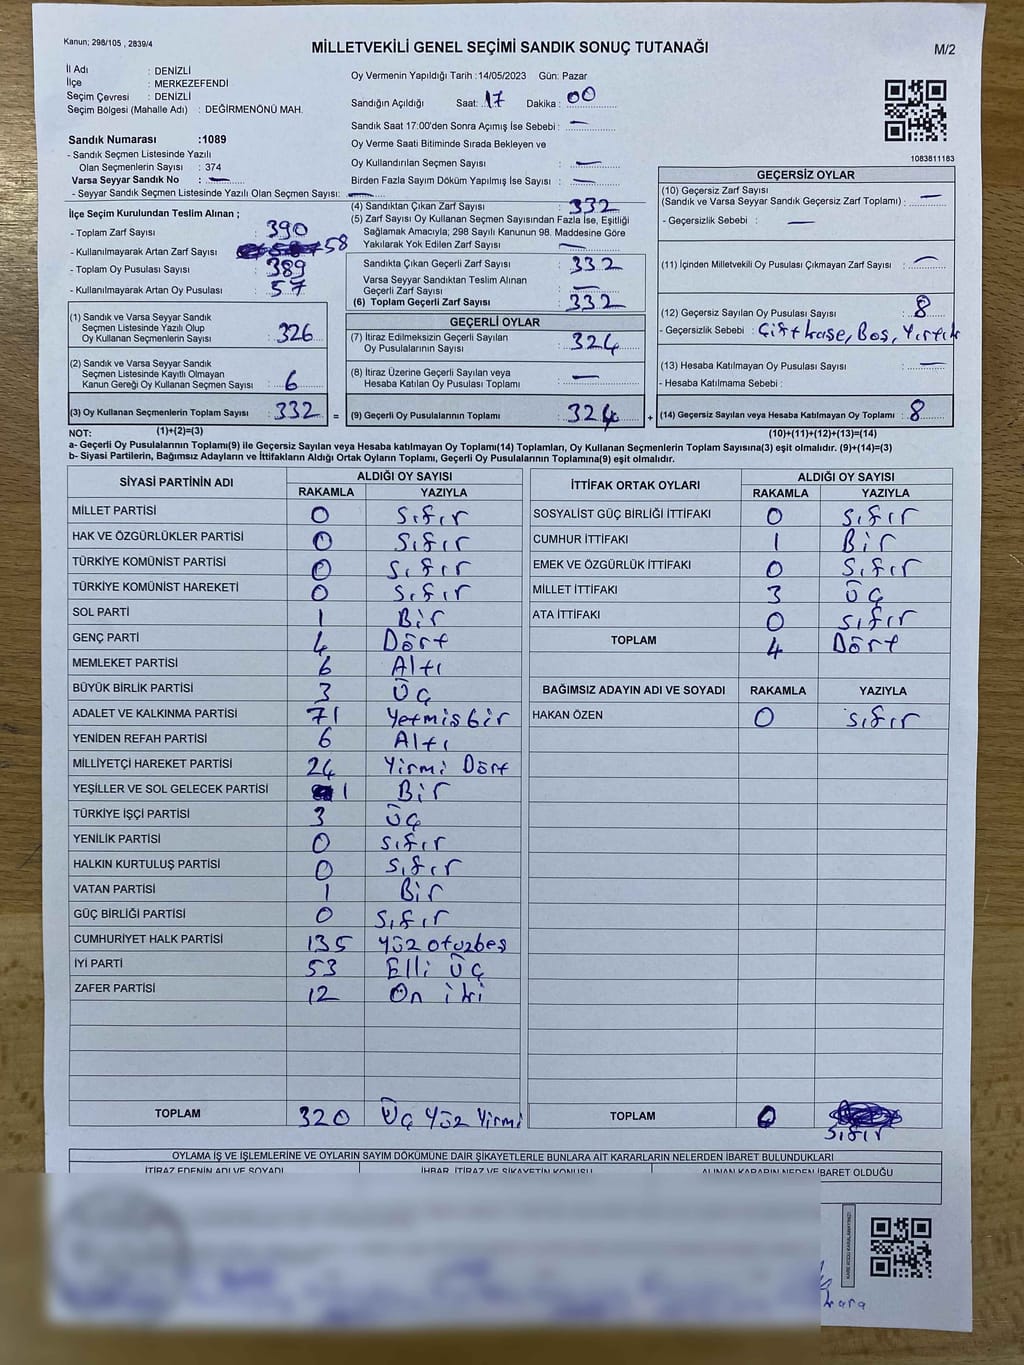 Kanun; 298/105 , 2839/4
MİLLETVEKİLİ GENEL SEÇİMİ SANDIK SONUÇ TUTANAĞI
M/2
İl Adı : DENİZLİ
İlçe : MERKEZEFENDİ
Seçim Çevresi : DENİZLİ
Seçim Bölgesi (Mahalle Adı) : DEĞİRMENÖNÜ MAH.
Oy Vermenin Yapıldığı Tarih :14/05/2023 Gün: Pazar
Sandığın Açıldığı Saat: 17 Dakika : 00
Sandık Saat 17:00'den Sonra Açımış İse Sebebi : —
Oy Verme Saati Bitiminde Sırada Bekleyen ve
Oy Kullandırılan Seçmen Sayısı : —
Birden Fazla Sayım Döküm Yapılmış İse Sayısı : —
1083811183
Sandık Numarası :1089
- Sandık Seçmen Listesinde Yazılı
Olan Seçmenlerin Sayısı : 374
Varsa Seyyar Sandık No : —
- Seyyar Sandık Seçmen Listesinde Yazılı Olan Seçmen Sayısı: —
İlçe Seçim Kurulundan Teslim Alınan ;
- Toplam Zarf Sayısı : 390
- Kullanılmayarak Artan Zarf Sayısı 58
- Toplam Oy Pusulası Sayısı : 389
- Kullanılmayarak Artan Oy Pusulası : 57
(1) Sandık ve Varsa Seyyar Sandık
Seçmen Listesinde Yazılı Olup
Oy Kullanan Seçmenlerin Sayısı : 326
(2) Sandık ve Varsa Seyyar Sandık
Seçmen Listesinde Kayıtlı Olmayan
Kanun Gereği Oy Kullanan Seçmen Sayısı : 6
(3) Oy Kullanan Seçmenlerin Toplam Sayısı : 332 =
(1)+(2)=(3)
(4) Sandıktan Çıkan Zarf Sayısı : 332
(5) Zarf Sayısı Oy Kullanan Seçmen Sayısından Fazla İse, Eşitliği
Sağlamak Amacıyla; 298 Sayılı Kanunun 98. Maddesine Göre
Yakılarak Yok Edilen Zarf Sayısı : —
Sandıkta Çıkan Geçerli Zarf Sayısı : 332
Varsa Seyyar Sandıktan Teslim Alınan
Geçerli Zarf Sayısı : —
(6) Toplam Geçerli Zarf Sayısı : 332
GEÇERLİ OYLAR
(7) İtiraz Edilmeksizin Geçerli Sayılan
Oy Pusulalarının Sayısı : 324
(8) İtiraz Üzerine Geçerli Sayılan veya
Hesaba Katılan Oy Pusulası Toplamı : —
(9) Geçerli Oy Pusulalarının Toplamı : 324 +
GEÇERSİZ OYLAR
(10) Geçersiz Zarf Sayısı
(Sandık ve Varsa Seyyar Sandık Geçersiz Zarf Toplamı) : —
- Geçersizlik Sebebi : —
(11) İçinden Milletvekili Oy Pusulası Çıkmayan Zarf Sayısı : —
(12) Geçersiz Sayılan Oy Pusulası Sayısı : 8
- Geçersizlik Sebebi : Çift kaşe, Boş, Yırtık
(13) Hesaba Katılmayan Oy Pusulası Sayısı : —
- Hesaba Katılmama Sebebi :
(14) Geçersiz Sayılan veya Hesaba Katılmayan Oy Toplamı : 8
(10)+(11)+(12)+(13)=(14)
NOT:
a- Geçerli Oy Pusulalarının Toplamı(9) ile Geçersiz Sayılan veya Hesaba katılmayan Oy Toplamı(14) Toplamları, Oy Kullanan Seçmenlerin Toplam Sayısına(3) eşit olmalıdır. (9)+(14)=(3)
b- Siyasi Partilerin, Bağımsız Adayların ve İttifakların Aldığı Ortak Oyların Toplamı, Geçerli Oy Pusulalarının Toplamına(9) eşit olmalıdır.
SİYASİ PARTİNİN ADI ALDIĞI OY SAYISI
RAKAMLA YAZIYLA
MİLLET PARTİSİ 0 Sıfır
HAK VE ÖZGÜRLÜKLER PARTİSİ 0 Sıfır
TÜRKİYE KOMÜNİST PARTİSİ 0 Sıfır
TÜRKİYE KOMÜNİST HAREKETİ 0 Sıfır
SOL PARTİ 1 Bir
GENÇ PARTİ 4 Dört
MEMLEKET PARTİSİ 6 Altı
BÜYÜK BİRLİK PARTİSİ 3 Üç
ADALET VE KALKINMA PARTİSİ 71 Yetmişbir
YENİDEN REFAH PARTİSİ 6 Altı
MİLLİYETÇİ HAREKET PARTİSİ 24 Yirmi Dört
YEŞİLLER VE SOL GELECEK PARTİSİ 1 Bir
TÜRKİYE İŞÇİ PARTİSİ 3 Üç
YENİLİK PARTİSİ 0 Sıfır
HALKIN KURTULUŞ PARTİSİ 0 Sıfır
VATAN PARTİSİ 1 Bir
GÜÇ BİRLİĞİ PARTİSİ 0 Sıfır
CUMHURİYET HALK PARTİSİ 135 Yüz otuzbeş
İYİ PARTİ 53 Elli Üç
ZAFER PARTİSİ 12 On iki
TOPLAM 320 Üç Yüz Yirmi
İTTİFAK ORTAK OYLARI ALDIĞI OY SAYISI
RAKAMLA YAZIYLA
SOSYALİST GÜÇ BİRLİĞİ İTTİFAKI 0 Sıfır
CUMHUR İTTİFAKI 1 Bir
EMEK VE ÖZGÜRLÜK İTTİFAKI 0 Sıfır
MİLLET İTTİFAKI 3 Üç
ATA İTTİFAKI 0 Sıfır
TOPLAM 4 Dört
BAĞIMSIZ ADAYIN ADI VE SOYADI RAKAMLA YAZIYLA
HAKAN ÖZEN 0 Sıfır
TOPLAM 0 Sıfır
OYLAMA İŞ VE İŞLEMLERİNE VE OYLARIN SAYIM DÖKÜMÜNE DAİR ŞİKAYETLERLE BUNLARA AİT KARARLARIN NELERDEN İBARET BULUNDUKLARI
İTİRAZ EDENİN ADI VE SOYADI İHBAR, İTİRAZ VE ŞİKAYETİN KONUSU ALINAN KARARIN NEDEN İBARET OLDUĞU